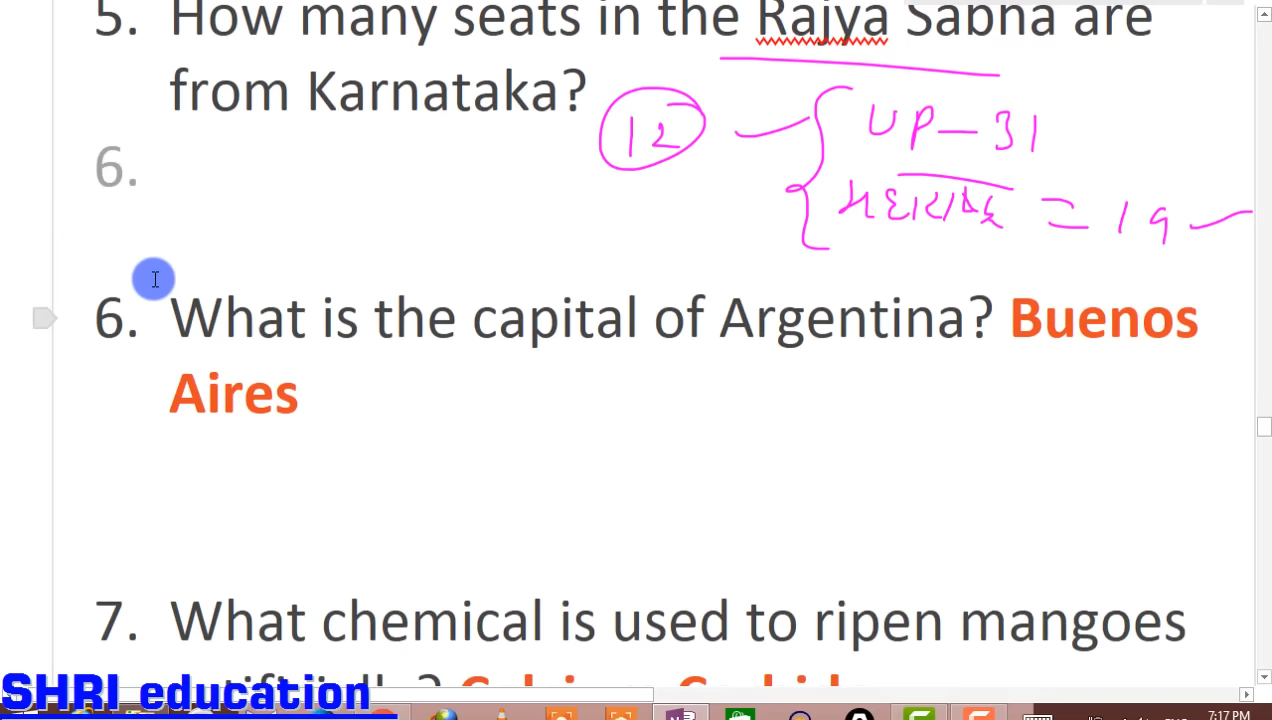 5. How many seats in the Rajya Sabha are
from Karnataka?
12
UP - 31
= 19
6.
6. What is the capital of Argentina? Buenos
Aires
7. What chemical is used to ripen mangoes
SHRI education
7:17 PM